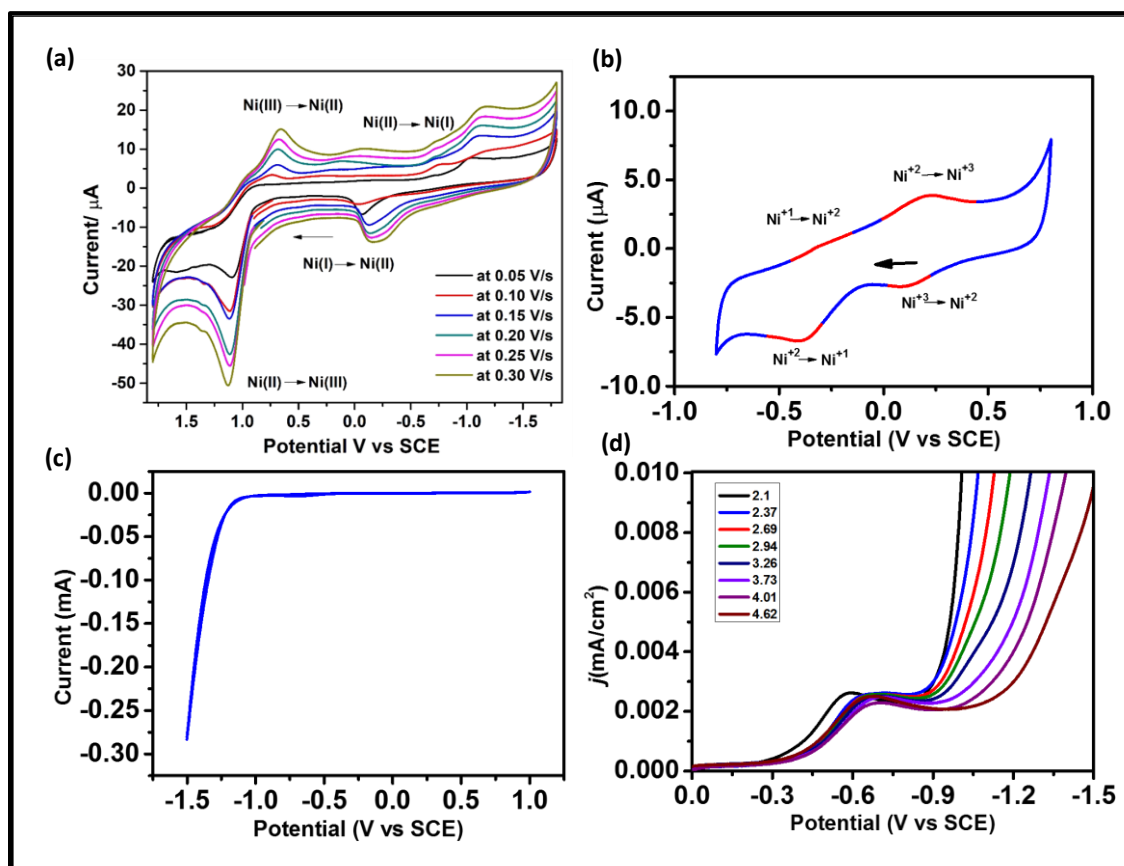 (a)
30
20
10
0
-10
-20
-30
-40
-50
Current/ μA
Ni(III) → Ni(II)
Ni(II) → Ni(I)
Ni(I) → Ni(II)
Ni(II) → Ni(III)
at 0.05 V/s
at 0.10 V/s
at 0.15 V/s
at 0.20 V/s
at 0.25 V/s
at 0.30 V/s
1.5 1.0 0.5 0.0 -0.5 -1.0 -1.5
Potential V vs SCE
(b)
10.0
5.0
0.0
-5.0
-10.0
Current (μA)
Ni+2 → Ni+3
Ni+1 → Ni+2
Ni+3 → Ni+2
Ni+2 → Ni+1
-1.0 -0.5 0.0 0.5 1.0
Potential (V vs SCE)
(c)
0.00
-0.05
-0.10
-0.15
-0.20
-0.25
-0.30
Current (mA)
-1.5 -1.0 -0.5 0.0 0.5 1.0
Potential (V vs SCE)
(d)
0.010
0.008
0.006
0.004
0.002
0.000
j(mA/cm2)
2.1
2.37
2.69
2.94
3.26
3.73
4.01
4.62
0.0 -0.3 -0.6 -0.9 -1.2 -1.5
Potential (V vs SCE)